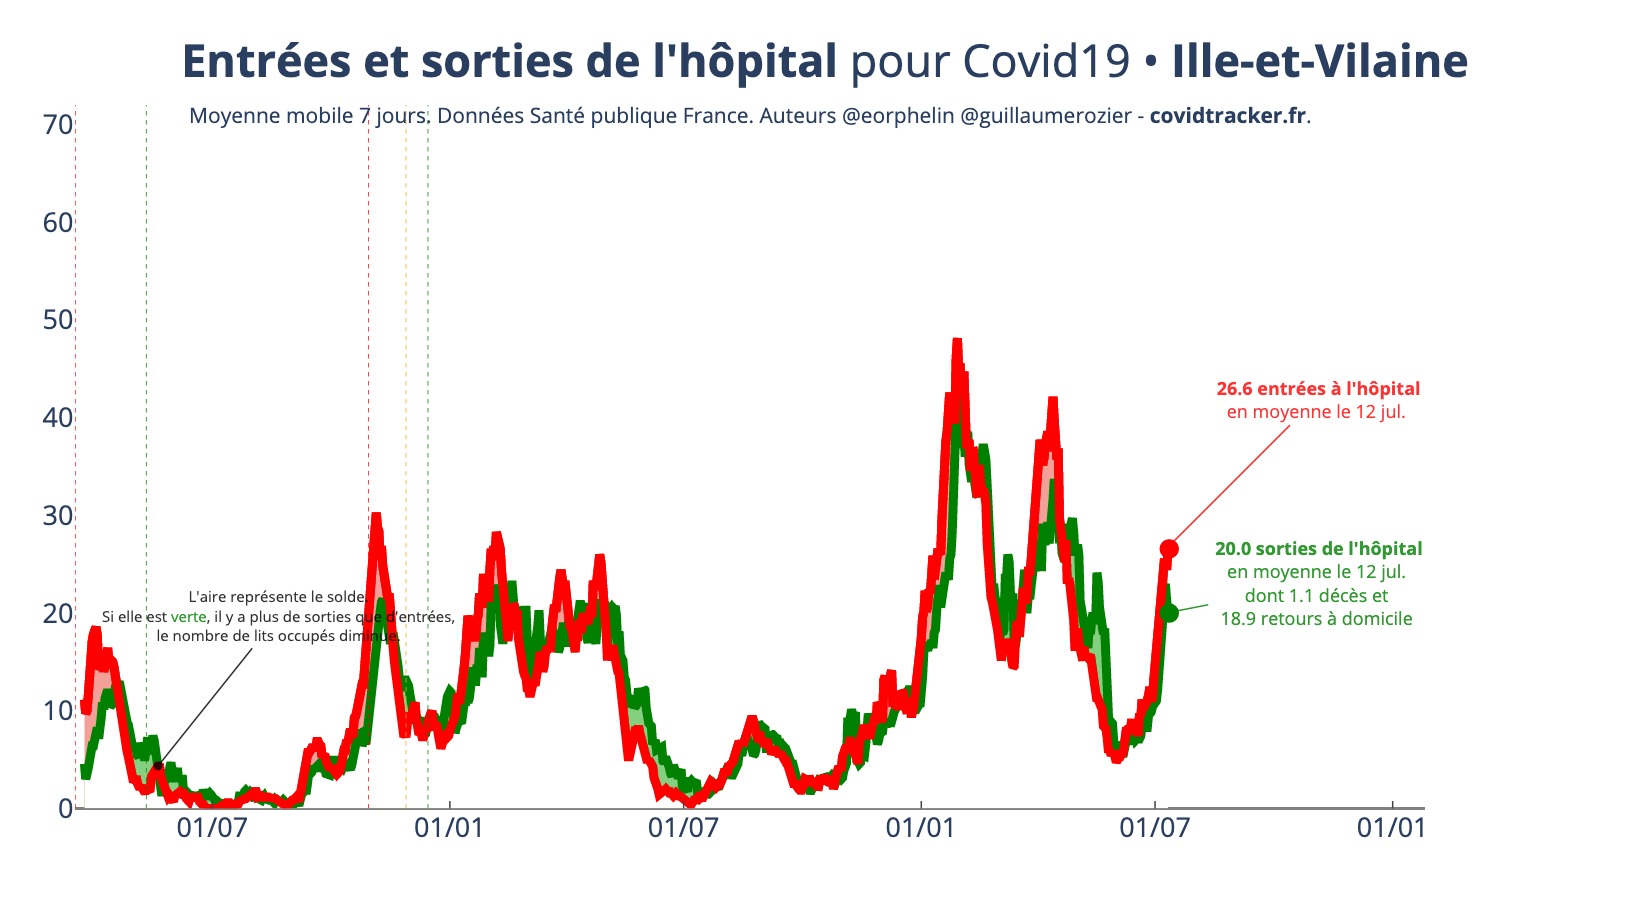 Entrées et sorties de l'hôpital pour Covid19 • Ille-et-Vilaine
Moyenne mobile 7 jours. Données Santé publique France. Auteurs @eorphelin @guillaumerozier - covidtracker.fr.
70
60
50
40
30
20
10
0
26.6 entrées à l'hôpital
en moyenne le 12 jul.
20.0 sorties de l'hôpital
en moyenne le 12 jul.
dont 1.1 décès et
18.9 retours à domicile
L'aire représente le solde.
Si elle est verte, il y a plus de sorties que d'entrées,
le nombre de lits occupés diminue.
01/07 01/01 01/07 01/01 01/07 01/01